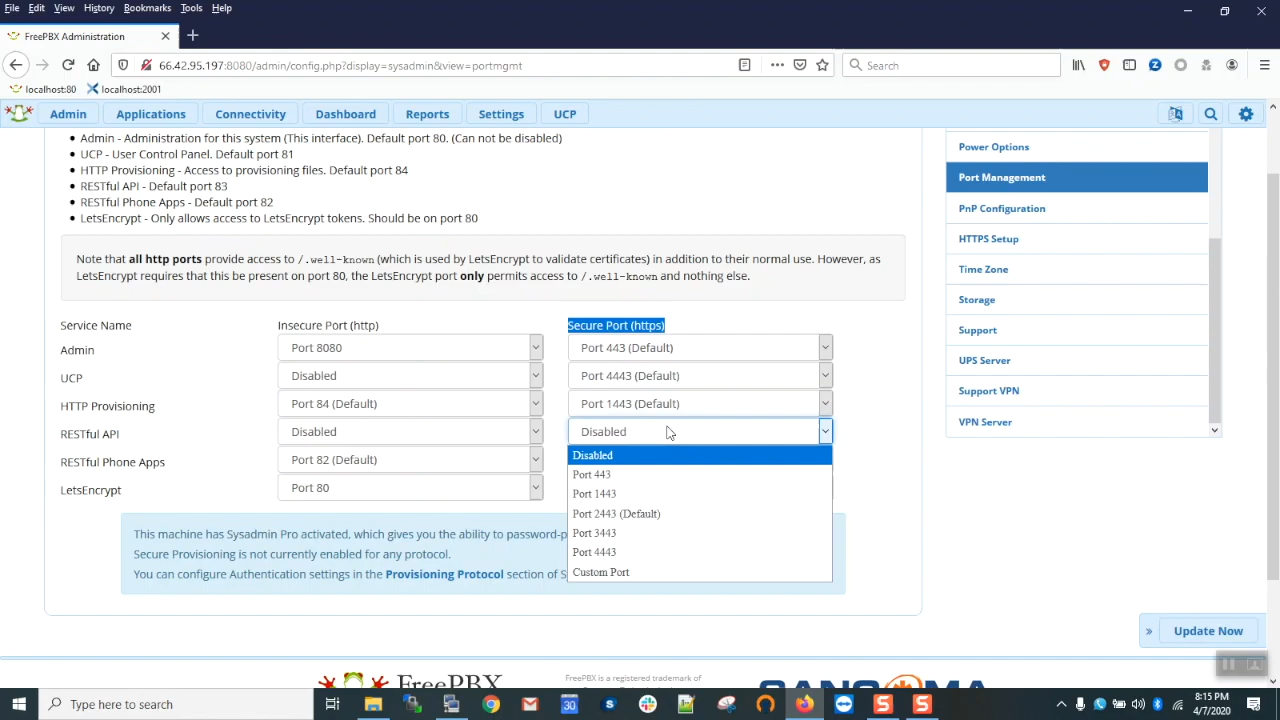 File Edit View History Bookmarks Tools Help
FreePBX Administration
66.42.95.197:8080/admin/config.php?display=sysadmin&view=portmgmt
Search
localhost:80 localhost:2001
Admin Applications Connectivity Dashboard Reports Settings UCP
Admin - Administration for this system (This interface). Default port 80. (Can not be disabled)
UCP - User Control Panel. Default port 81
HTTP Provisioning - Access to provisioning files. Default port 84
RESTful API - Default port 83
RESTful Phone Apps - Default port 82
LetsEncrypt - Only allows access to LetsEncrypt tokens. Should be on port 80
Note that all http ports provide access to /.well-known (which is used by LetsEncrypt to validate certificates) in addition to their normal use. However, as
LetsEncrypt requires that this be present on port 80, the LetsEncrypt port only permits access to /.well-known and nothing else.
Service Name Insecure Port (http) Secure Port (https)
Admin Port 8080 Port 443 (Default)
UCP Disabled Port 4443 (Default)
HTTP Provisioning Port 84 (Default) Port 1443 (Default)
RESTful API Disabled Disabled
RESTful Phone Apps Port 82 (Default)
LetsEncrypt Port 80
Disabled
Port 443
Port 1443
Port 2443 (Default)
Port 3443
Port 4443
Custom Port
This machine has Sysadmin Pro activated, which gives you the ability to password-p
Secure Provisioning is not currently enabled for any protocol.
You can configure Authentication settings in the Provisioning Protocol section of S
Power Options
Port Management
PnP Configuration
HTTPS Setup
Time Zone
Storage
Support
UPS Server
Support VPN
VPN Server
» Update Now
FreePBX
FreePBX is a registered trademark of
SANGOMA
Type here to search
8:15 PM
4/7/2020